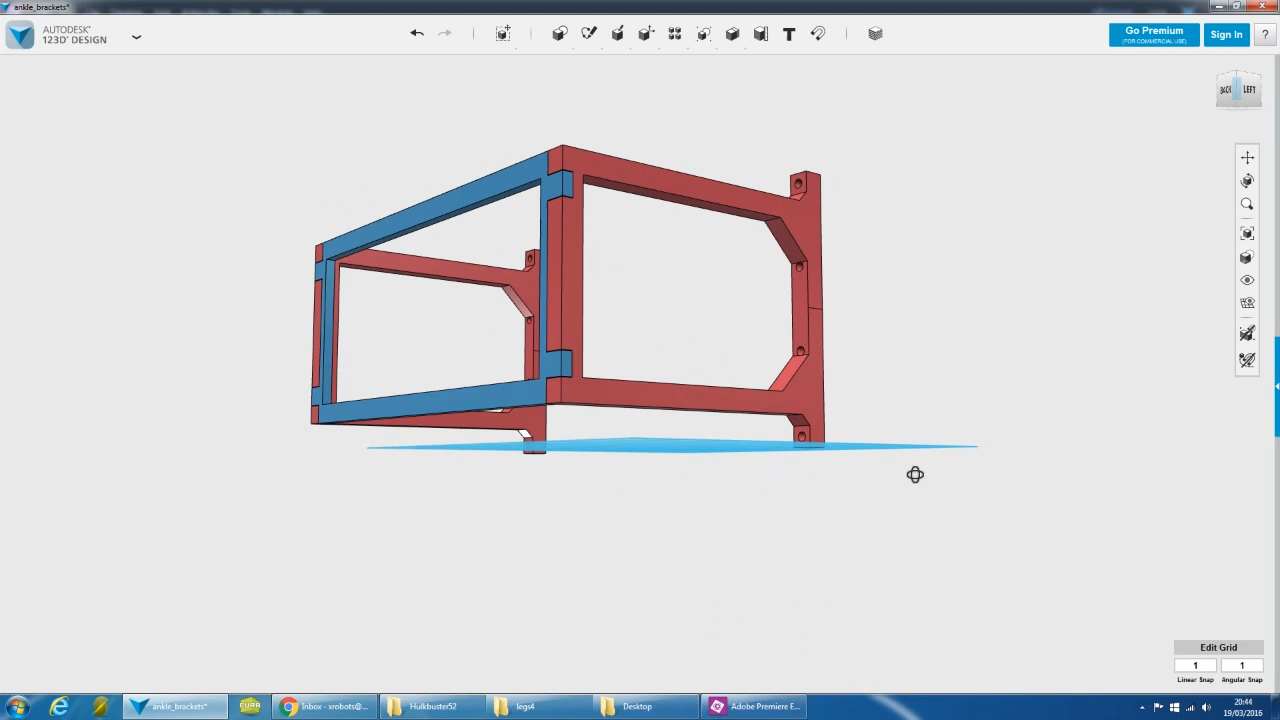 ankle_brackets*
AUTODESK®
123D® DESIGN
T
Go Premium
(FOR COMMERCIAL USE)
Sign In
?
BACK
LEFT
Edit Grid
1
1
Linear Snap
Angular Snap
ankle_brackets*
CURA
Inbox - xrobots@...
Hulkbuster52
legs4
Desktop
Adobe Premiere E...
20:44
19/03/2016